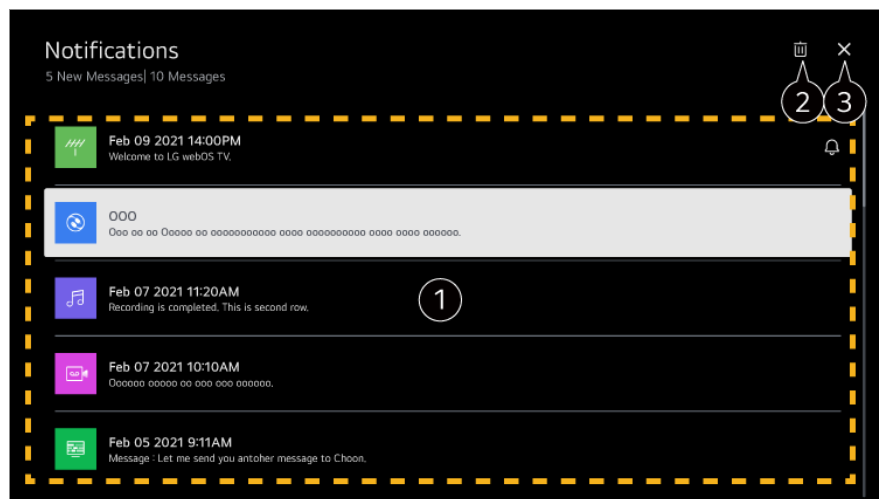 Notifications
5 New Messages| 10 Messages
2
3
Feb 09 2021 14:00PM
Welcome to LG webOS TV.
OOO
Ooo oo oo Ooooo oo ooooooooooo oooo oooooooooo oooo oooo oooooo.
Feb 07 2021 11:20AM
Recording is completed. This is second row.
1
Feb 07 2021 10:10AM
Oooooo ooooo oo ooo ooo oooooo.
Feb 05 2021 9:11AM
Message : Let me send you antoher message to Choon.